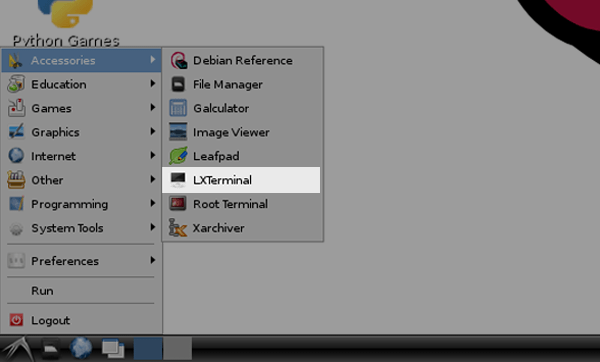 Python Games
Accessories
Education
Games
Graphics
Internet
Other
Programming
System Tools
Preferences
Run
Logout
Debian Reference
File Manager
Galculator
Image Viewer
Leafpad
LXTerminal
Root Terminal
Xarchiver